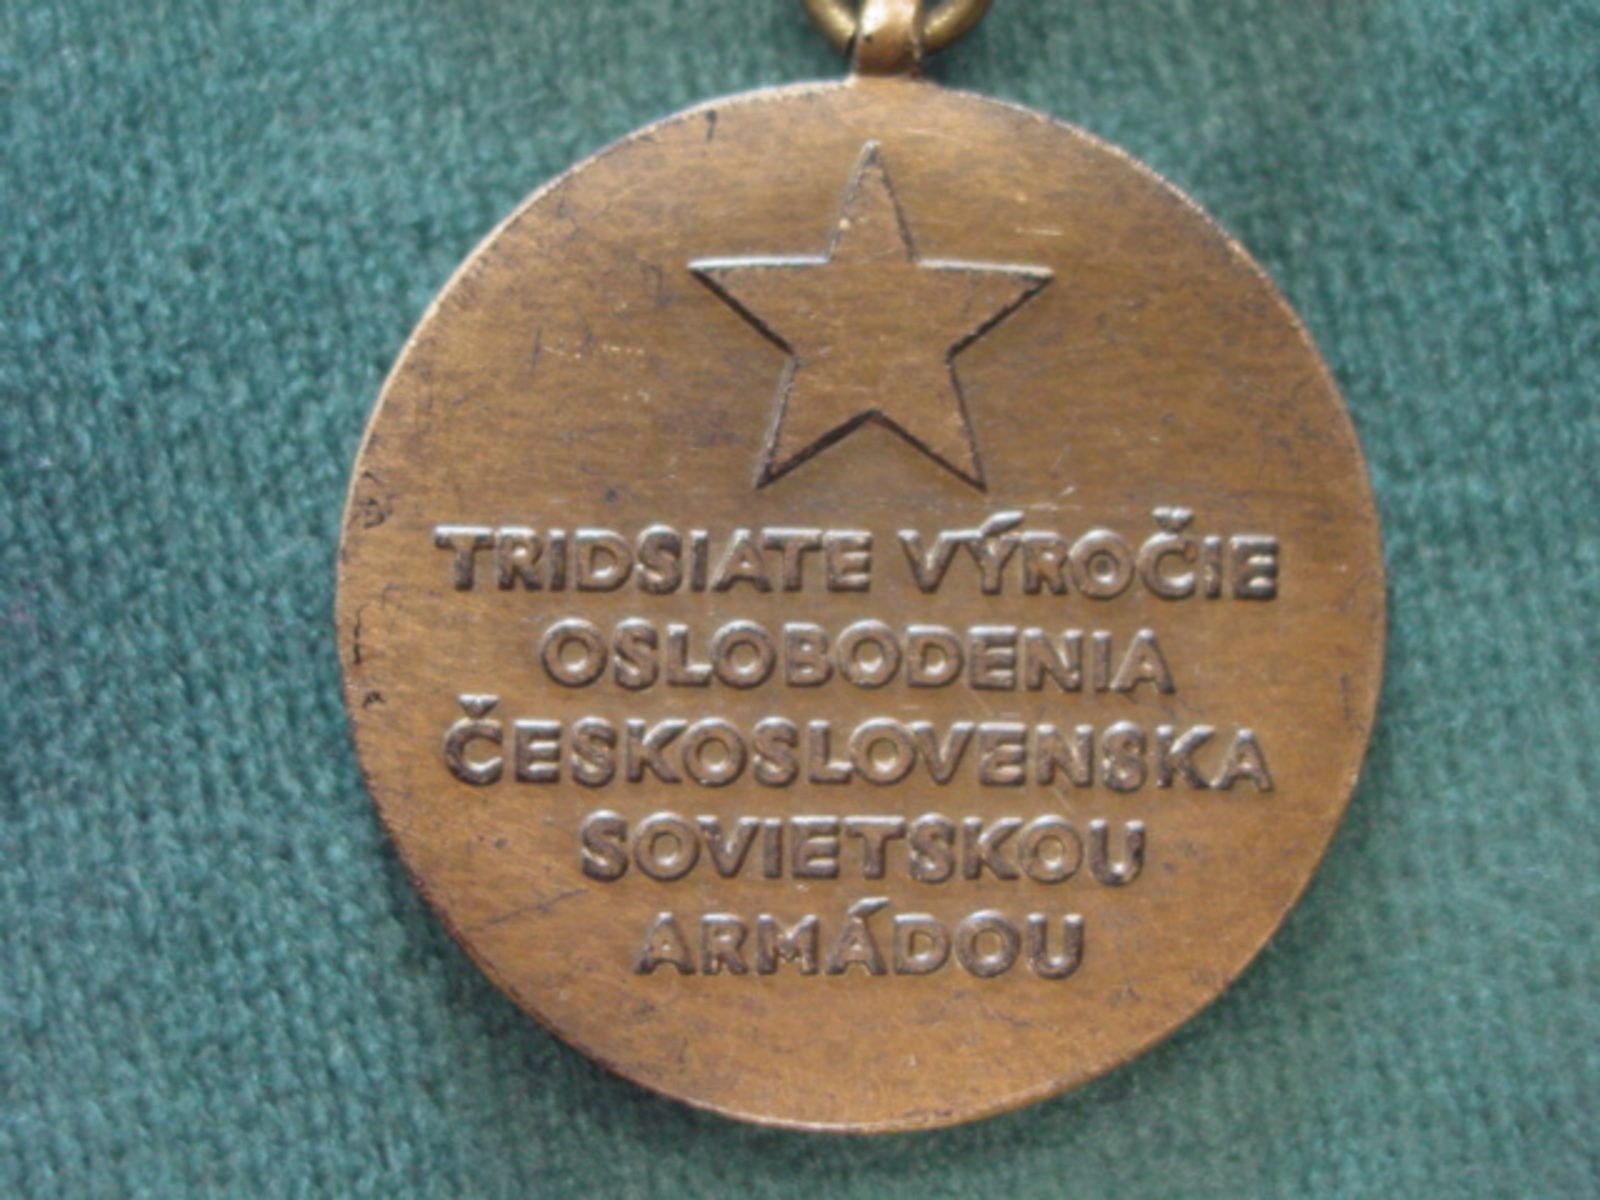 TRIDSIATE VÝROČIE
OSLOBODENIA
ČESKOSLOVENSKA
SOVIETSKOU
ARMÁDOU